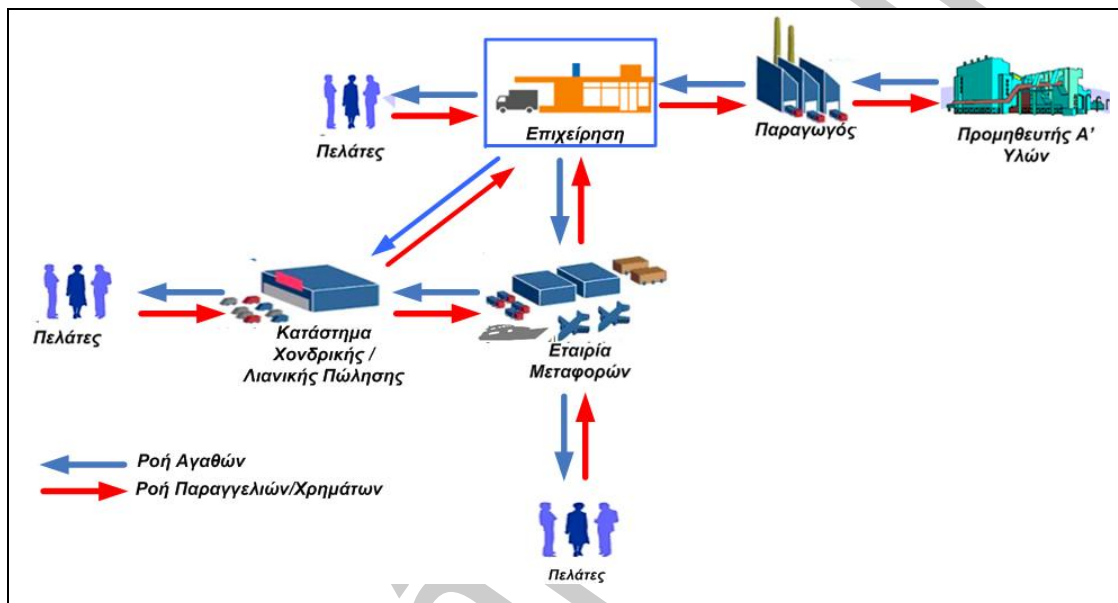 Επιχείρηση
Παραγωγός
Προμηθευτής Α'
Υλών
Πελάτες
Πελάτες
Κατάστημα
Χονδρικής /
Λιανικής Πώλησης
Εταιρία
Μεταφορών
Ροή Αγαθών
Ροή Παραγγελιών/Χρημάτων
Πελάτες